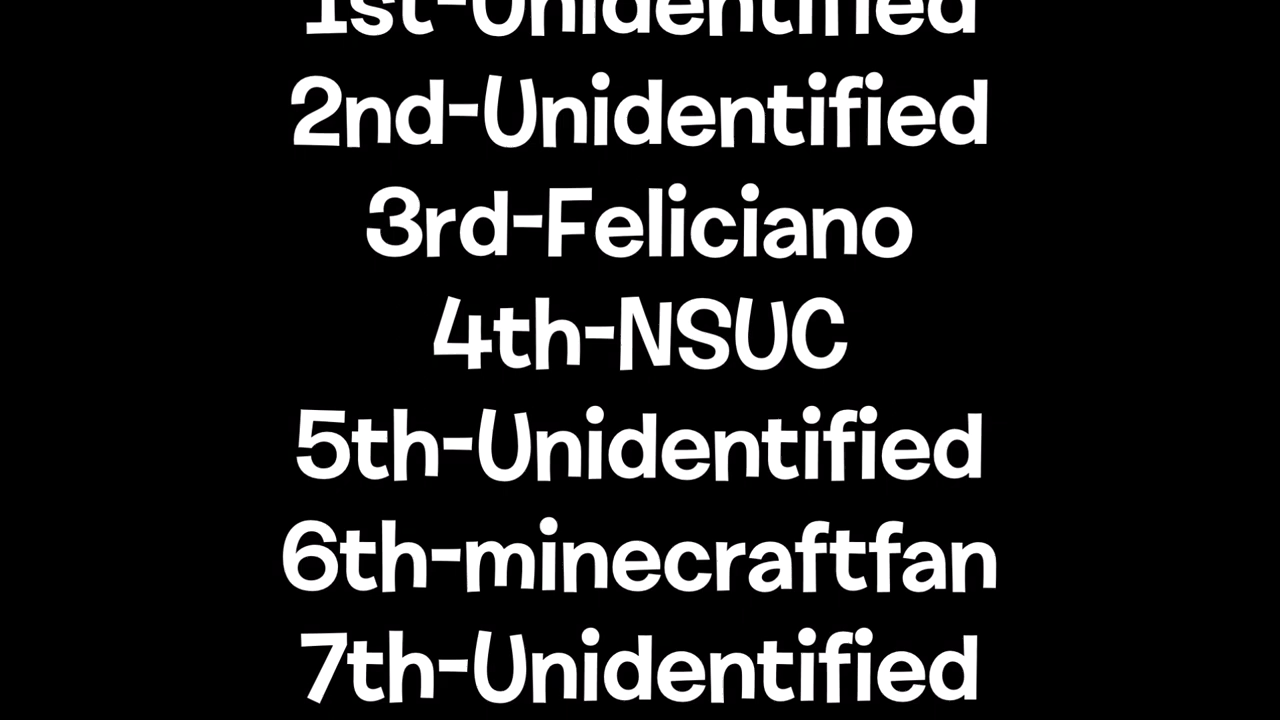 1st-Unidentified
2nd-Unidentified
3rd-Feliciano
4th-NSUC
5th-Unidentified
6th-minecraftfan
7th-Unidentified